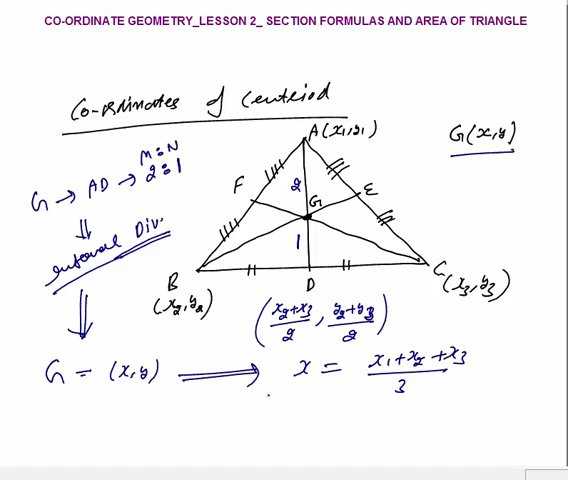 CO-ORDINATE GEOMETRY_LESSON 2_ SECTION FORMULAS AND AREA OF TRIANGLE
Co-ordinates of Centriod
A(x1,y1)
G(x,y)
M:N
G → AD → 2:1
F
2
G
E
⇓
internal Div.
1
B
(x2,y2)
D
C(x3,y3)
(x2+x3/2, y2+y3/2)
⇓
G = (x,y) ⟹ x = x1+x2+x3/3